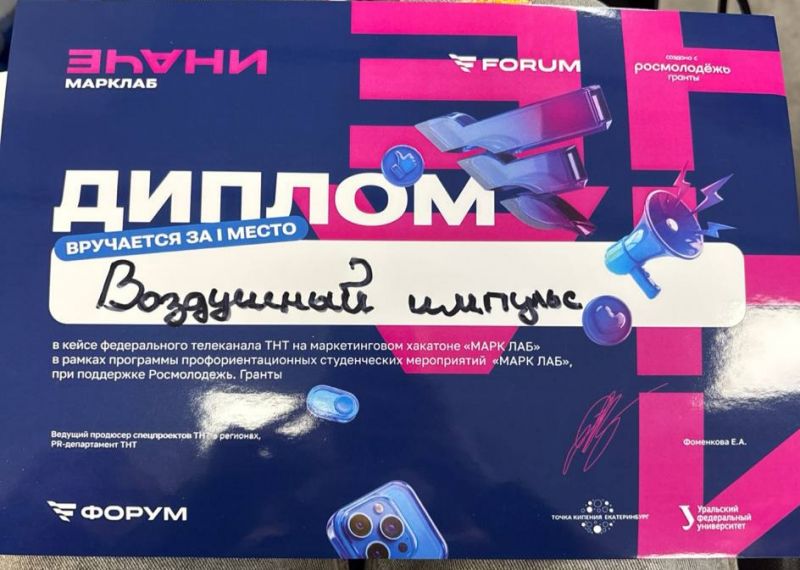 ЗНАЧИ
МАРКЛАБ
FORUM
создано с
росмолодёжь
гранты
ДИПЛОМ
ВРУЧАЕТСЯ ЗА I МЕСТО
Воздушный импульс
в кейсе федерального телеканала ТНТ на маркетинговом хакатоне «МАРК ЛАБ»
в рамках программы профориентационных студенческих мероприятий «МАРК ЛАБ»,
при поддержке Росмолодежь. Гранты
Ведущий продюсер спецпроектов ТНТ в регионах,
PR-департамент ТНТ
Фоменкова Е.А.
ФОРУМ
ТОЧКА КИПЕНИЯ ЕКАТЕРИНБУРГ
Уральский
федеральный
университет